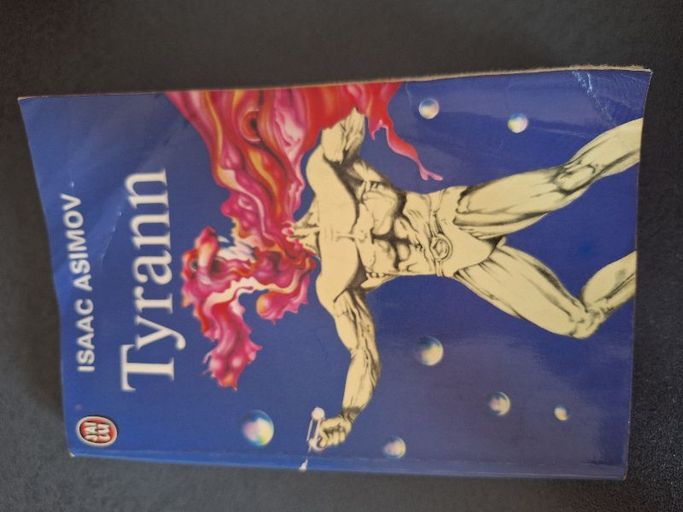 ISAAC ASIMOV
Tyrann
J'AI
LU